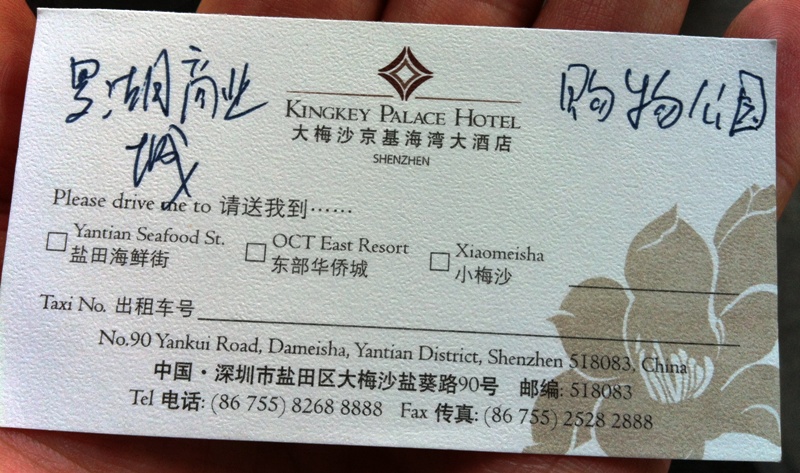 罗湖商业
城
购物公园
KINGKEY PALACE HOTEL
大梅沙京基海湾大酒店
SHENZHEN
Please drive me to 请送我到……
Yantian Seafood St.
盐田海鲜街
OCT East Resort
东部华侨城
Xiaomeisha
小梅沙
Taxi No. 出租车号
No.90 Yankui Road, Dameisha, Yantian District, Shenzhen 518083, China
中国·深圳市盐田区大梅沙盐葵路90号 邮编: 518083
Tel 电话: (86 755) 8268 8888 Fax 传真: (86 755) 2528 2888